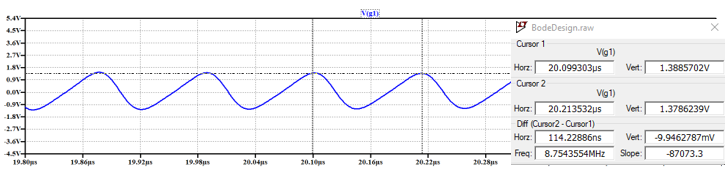 V(g1)
5.4V
4.5V
3.6V
2.7V
1.8V
0.9V
0.0V
-0.9V
-1.8V
-2.7V
-3.6V
-4.5V
19.80µs 19.86µs 19.92µs 19.98µs 20.04µs 20.10µs 20.16µs 20.22µs 20.28µs
BodeDesign.raw
Cursor 1
V(g1)
Horz: 20.099303µs Vert: 1.3885702V
Cursor 2
V(g1)
Horz: 20.213532µs Vert: 1.3786239V
Diff (Cursor2 - Cursor1)
Horz: 114.22886ns Vert: -9.9462787mV
Freq: 8.7543554MHz Slope: -87073.3